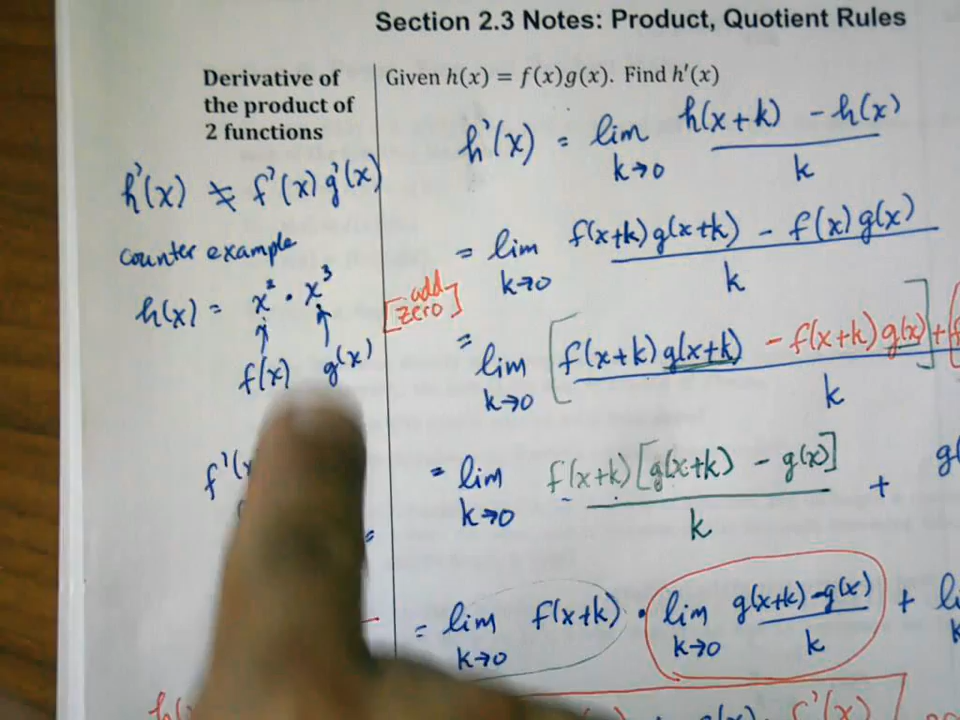 Section 2.3 Notes: Product, Quotient Rules
Derivative of
the product of
2 functions
h'(x) ≠ f'(x) g'(x)
counter example
h(x) = x² · x³
f(x) g(x)
f'(x
=
Given h(x) = f(x)g(x). Find h'(x)
h'(x) = lim k→0 h(x+k) - h(x) / k
= lim k→0 f(x+k)g(x+k) - f(x)g(x) / k
[add zero]
= lim k→0 [f(x+k)g(x+k) - f(x+k)g(x)] + / k
= lim k→0 f(x+k)[g(x+k) - g(x)] / k + g(
= lim k→0 f(x+k) · lim k→0 g(x+k) - g(x) / k + li k
g(x) f'(x)